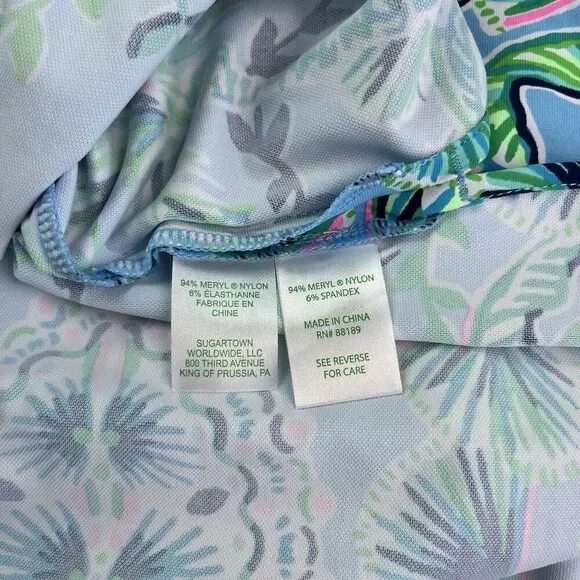 94% MERYL® NYLON
6% ÉLASTHANNE
FABRIQUE EN
CHINE
SUGARTOWN
WORLDWIDE, LLC
800 THIRD AVENUE
KING OF PRUSSIA, PA
94% MERYL® NYLON
6% SPANDEX
MADE IN CHINA
RN# 88189
SEE REVERSE
FOR CARE